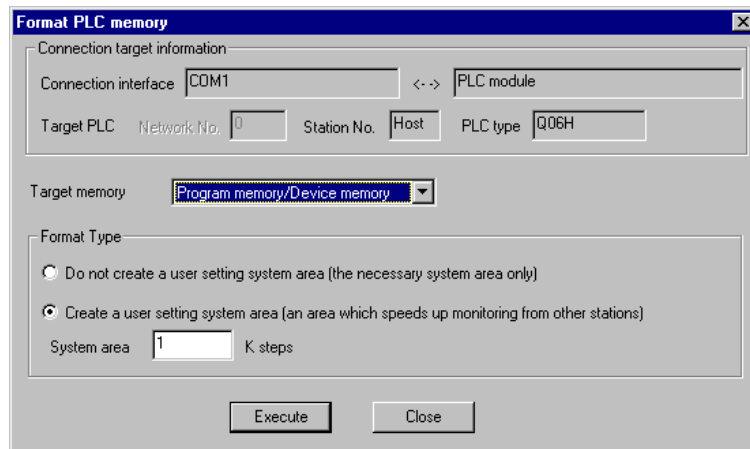 Format PLC memory
Connection target information
Connection interface COM1 <--> PLC module
Target PLC Network No. 0 Station No. Host PLC type Q06H
Target memory Program memory/Device memory
Format Type
Do not create a user setting system area (the necessary system area only)
Create a user setting system area (an area which speeds up monitoring from other stations)
System area 1 K steps
Execute Close